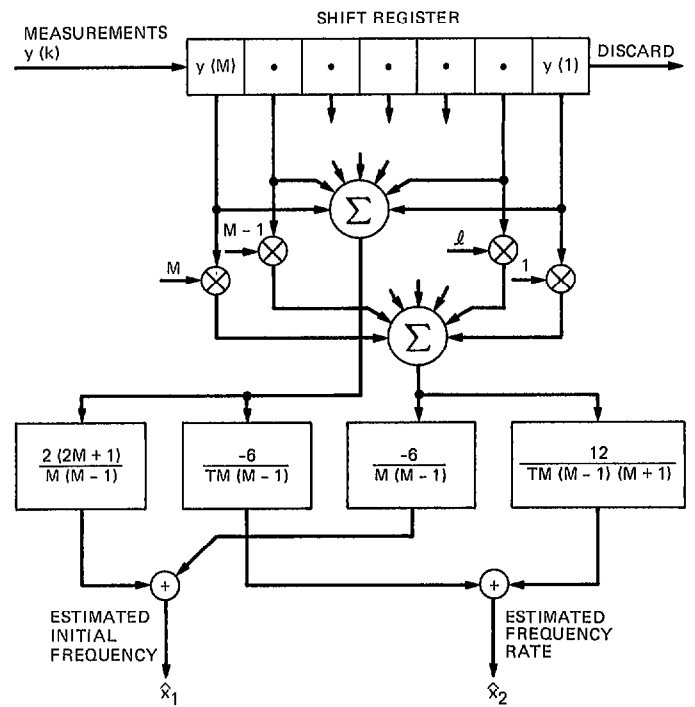 SHIFT REGISTER
MEASUREMENTS
y (k)
y (M) • • • • • y (1)
DISCARD
Σ
M - 1
ℓ
M
1
Σ
2 (2M + 1)
M (M - 1)
-6
TM (M - 1)
-6
M (M - 1)
12
TM (M - 1) (M + 1)
+
+
ESTIMATED
INITIAL
FREQUENCY
ESTIMATED
FREQUENCY
RATE
x̂1
x̂2